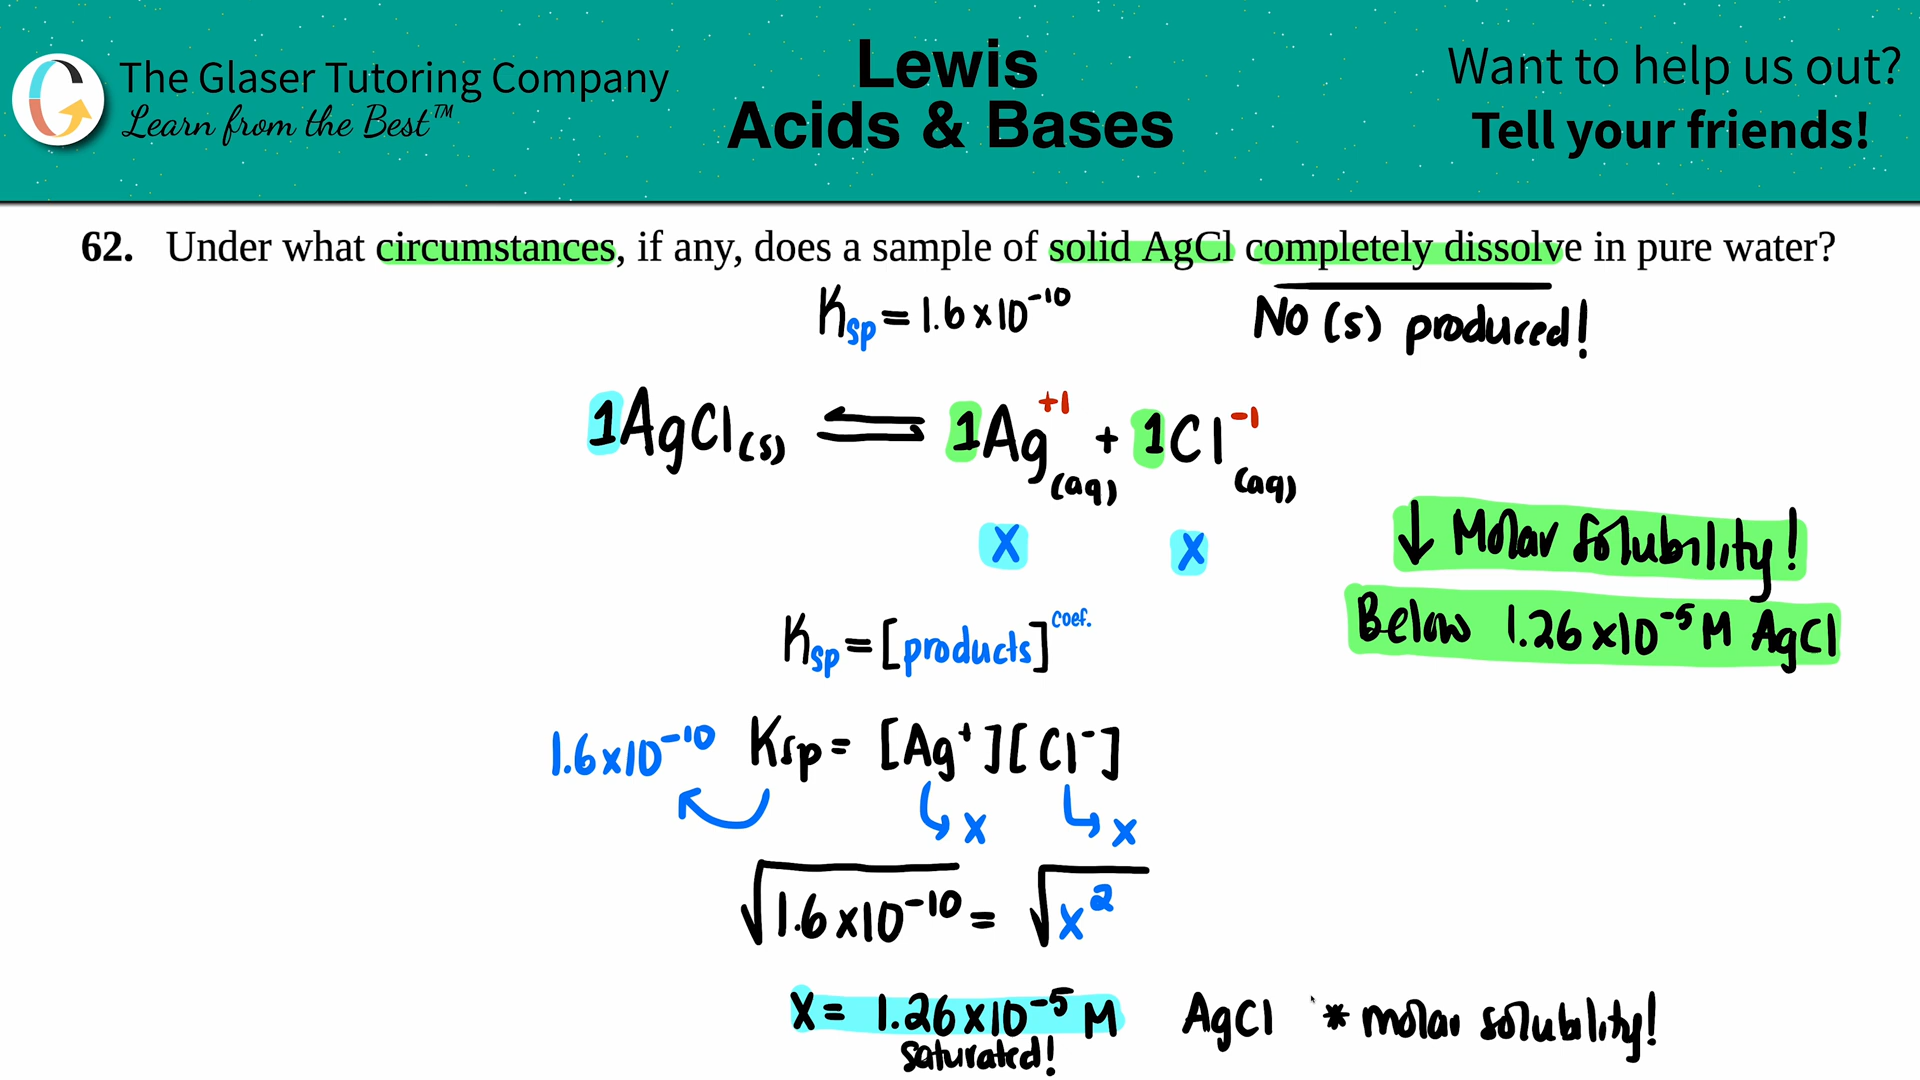 The Glaser Tutoring Company
Learn from the Best™
Lewis
Acids & Bases
Want to help us out?
Tell your friends!
62. Under what circumstances, if any, does a sample of solid AgCl completely dissolve in pure water?
Ksp = 1.6 x 10⁻¹⁰
No (s) produced!
1AgCl(s) ⇌ 1Ag⁺¹(aq) + 1Cl⁻¹(aq)
x x
↓ Molar Solubility!
Below 1.26 x 10⁻⁵ M AgCl
Ksp = [products]ᶜᵒᵉᶠ·
1.6 x 10⁻¹⁰ Ksp = [Ag⁺][Cl⁻]
↳ x ↳ x
√1.6 x 10⁻¹⁰ = √x²
x = 1.26 x 10⁻⁵ M AgCl * molar solubility!
saturated!